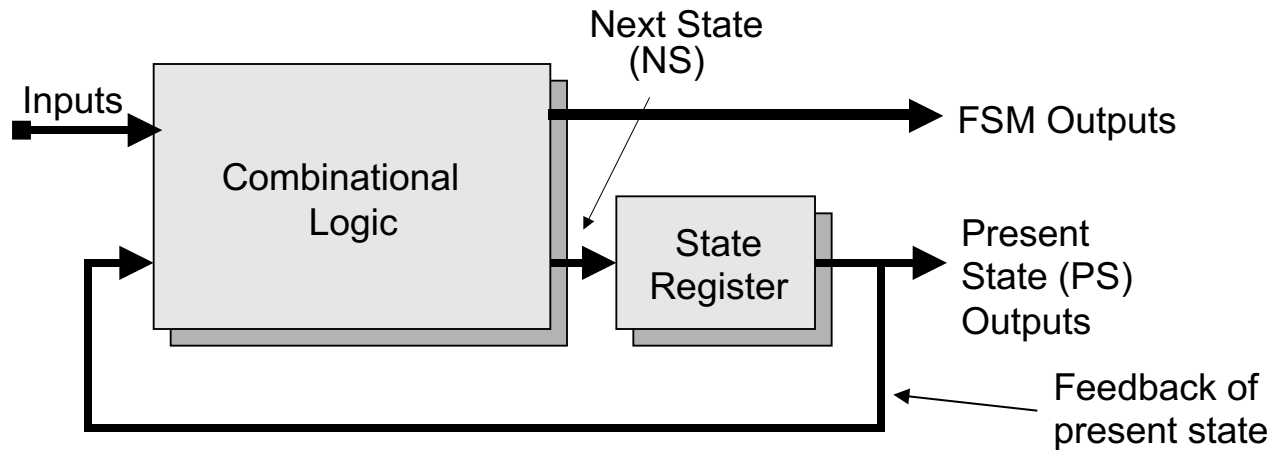 Next State
(NS)
Inputs
FSM Outputs
Combinational
Logic
State
Register
Present
State (PS)
Outputs
Feedback of
present state